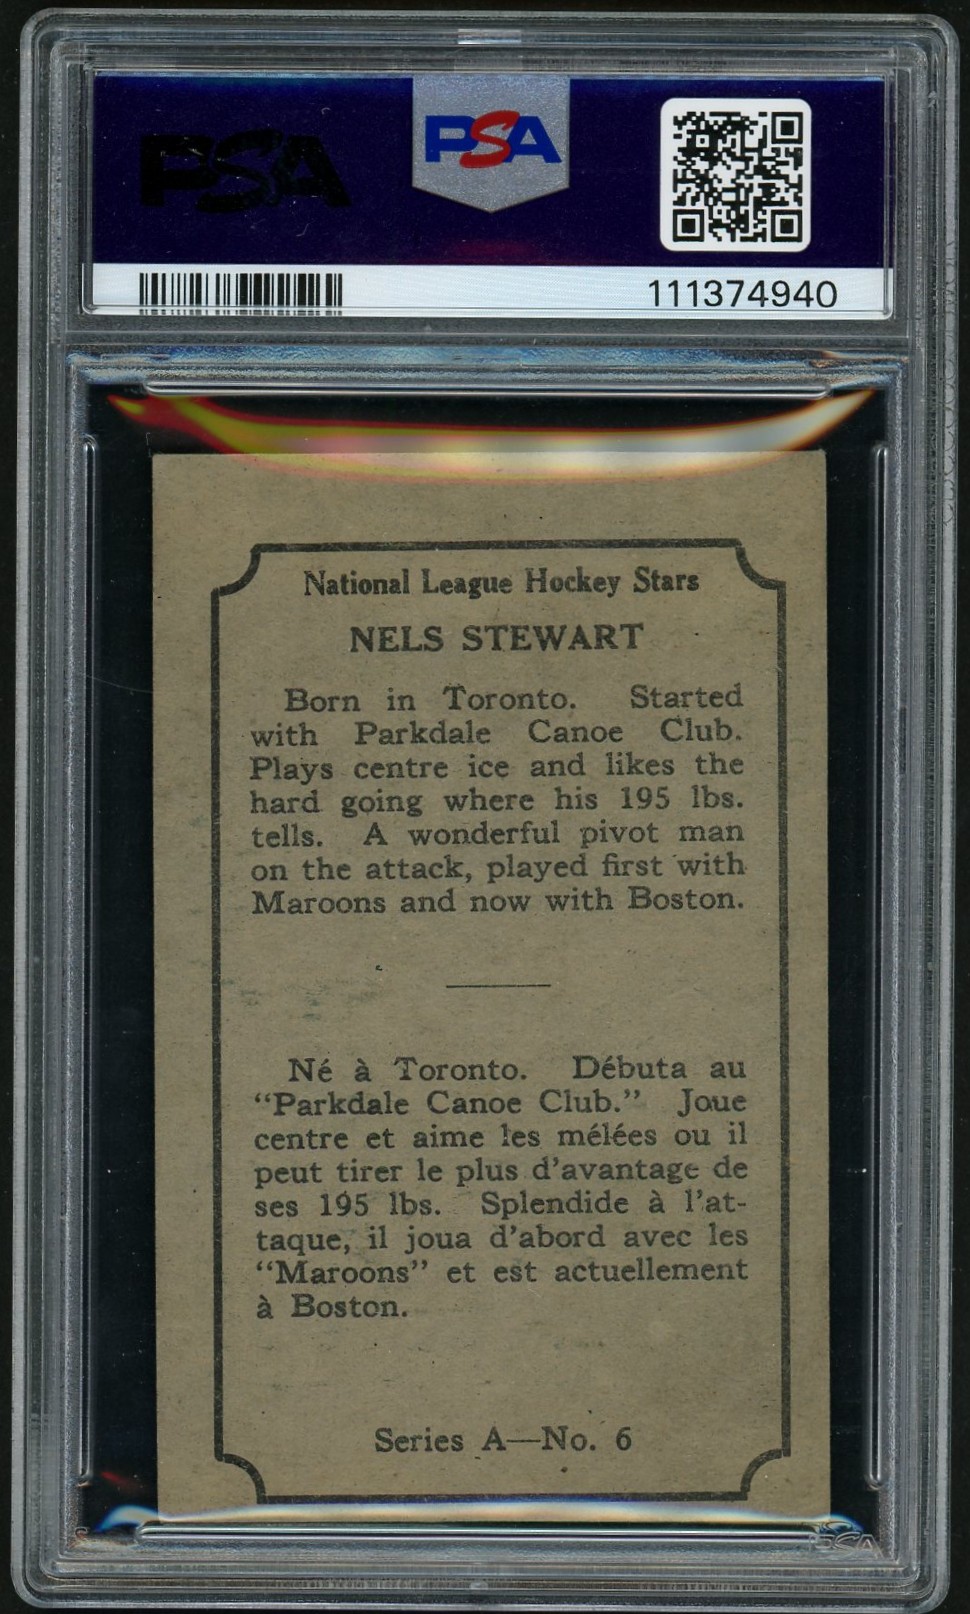 PSA
PSA
111374940
National League Hockey Stars
NELS STEWART
Born in Toronto. Started
with Parkdale Canoe Club.
Plays centre ice and likes the
hard going where his 195 lbs.
tells. A wonderful pivot man
on the attack, played first with
Maroons and now with Boston.
Né à Toronto. Débuta au
"Parkdale Canoe Club." Joue
centre et aime les mélées ou il
peut tirer le plus d'avantage de
ses 195 lbs. Splendide à l'at-
taque, il joua d'abord avec les
"Maroons" et est actuellement
à Boston.
Series A—No. 6
PSA